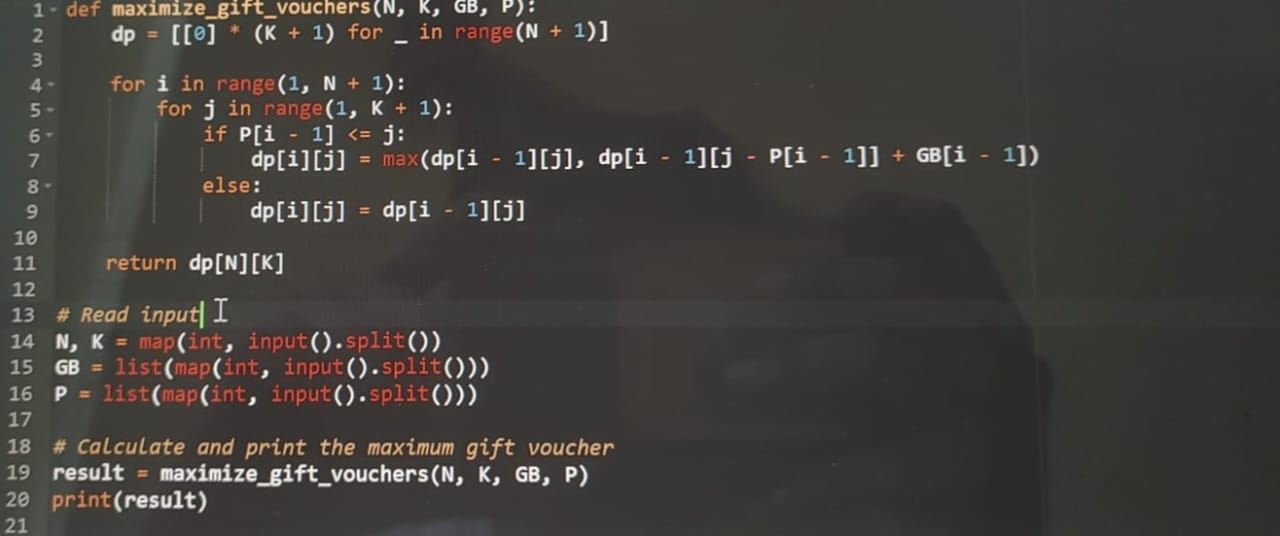 1 def maximize_gift_vouchers(N, K, GB, P):
2     dp = [[0] * (K + 1) for _ in range(N + 1)]
3
4     for i in range(1, N + 1):
5         for j in range(1, K + 1):
6             if P[i - 1] <= j:
7                 dp[i][j] = max(dp[i - 1][j], dp[i - 1][j - P[i - 1]] + GB[i - 1])
8             else:
9                 dp[i][j] = dp[i - 1][j]
10
11     return dp[N][K]
12
13 # Read input
14 N, K = map(int, input().split())
15 GB = list(map(int, input().split()))
16 P = list(map(int, input().split()))
17
18 # Calculate and print the maximum gift voucher
19 result = maximize_gift_vouchers(N, K, GB, P)
20 print(result)
21